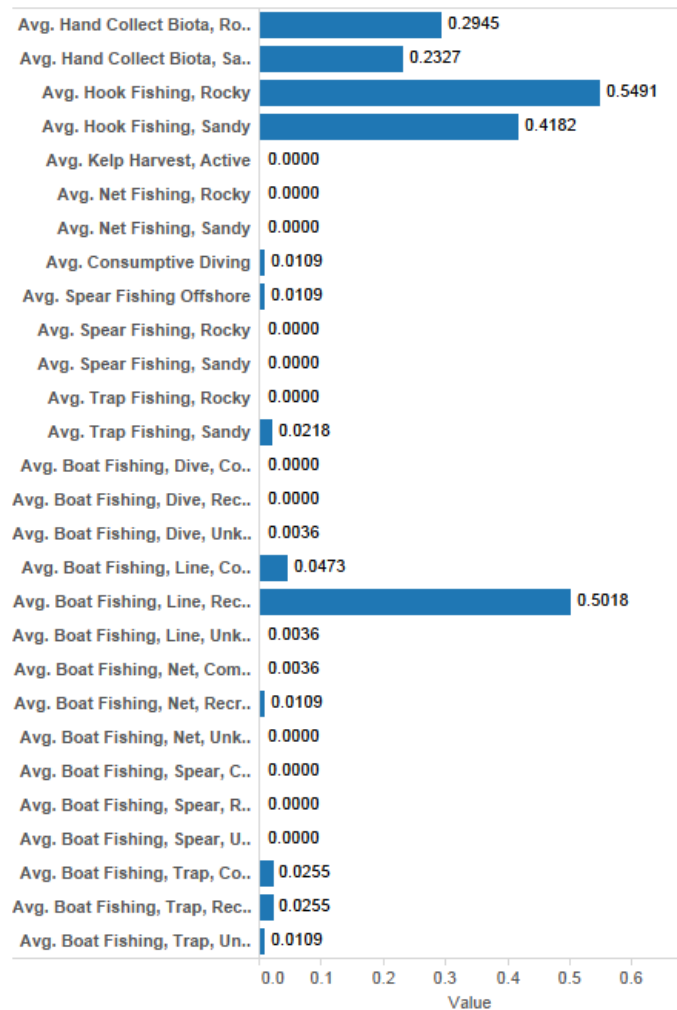 Avg. Hand Collect Biota, Ro.. 0.2945
Avg. Hand Collect Biota, Sa.. 0.2327
Avg. Hook Fishing, Rocky 0.5491
Avg. Hook Fishing, Sandy 0.4182
Avg. Kelp Harvest, Active 0.0000
Avg. Net Fishing, Rocky 0.0000
Avg. Net Fishing, Sandy 0.0000
Avg. Consumptive Diving 0.0109
Avg. Spear Fishing Offshore 0.0109
Avg. Spear Fishing, Rocky 0.0000
Avg. Spear Fishing, Sandy 0.0000
Avg. Trap Fishing, Rocky 0.0000
Avg. Trap Fishing, Sandy 0.0218
Avg. Boat Fishing, Dive, Co.. 0.0000
Avg. Boat Fishing, Dive, Rec.. 0.0000
Avg. Boat Fishing, Dive, Unk.. 0.0036
Avg. Boat Fishing, Line, Co.. 0.0473
Avg. Boat Fishing, Line, Rec.. 0.5018
Avg. Boat Fishing, Line, Unk.. 0.0036
Avg. Boat Fishing, Net, Com.. 0.0036
Avg. Boat Fishing, Net, Recr.. 0.0109
Avg. Boat Fishing, Net, Unk.. 0.0000
Avg. Boat Fishing, Spear, C.. 0.0000
Avg. Boat Fishing, Spear, R.. 0.0000
Avg. Boat Fishing, Spear, U.. 0.0000
Avg. Boat Fishing, Trap, Co.. 0.0255
Avg. Boat Fishing, Trap, Rec.. 0.0255
Avg. Boat Fishing, Trap, Un.. 0.0109
0.0 0.1 0.2 0.3 0.4 0.5 0.6
Value